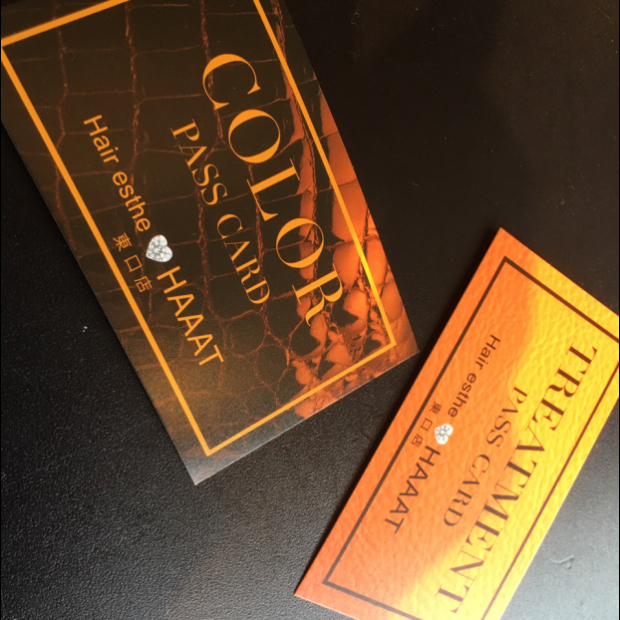 COLOR
PASS CARD
Hair esthe HAAAT
東口店
TREATMENT
PASS CARD
Hair esthe HAAAT
東口店